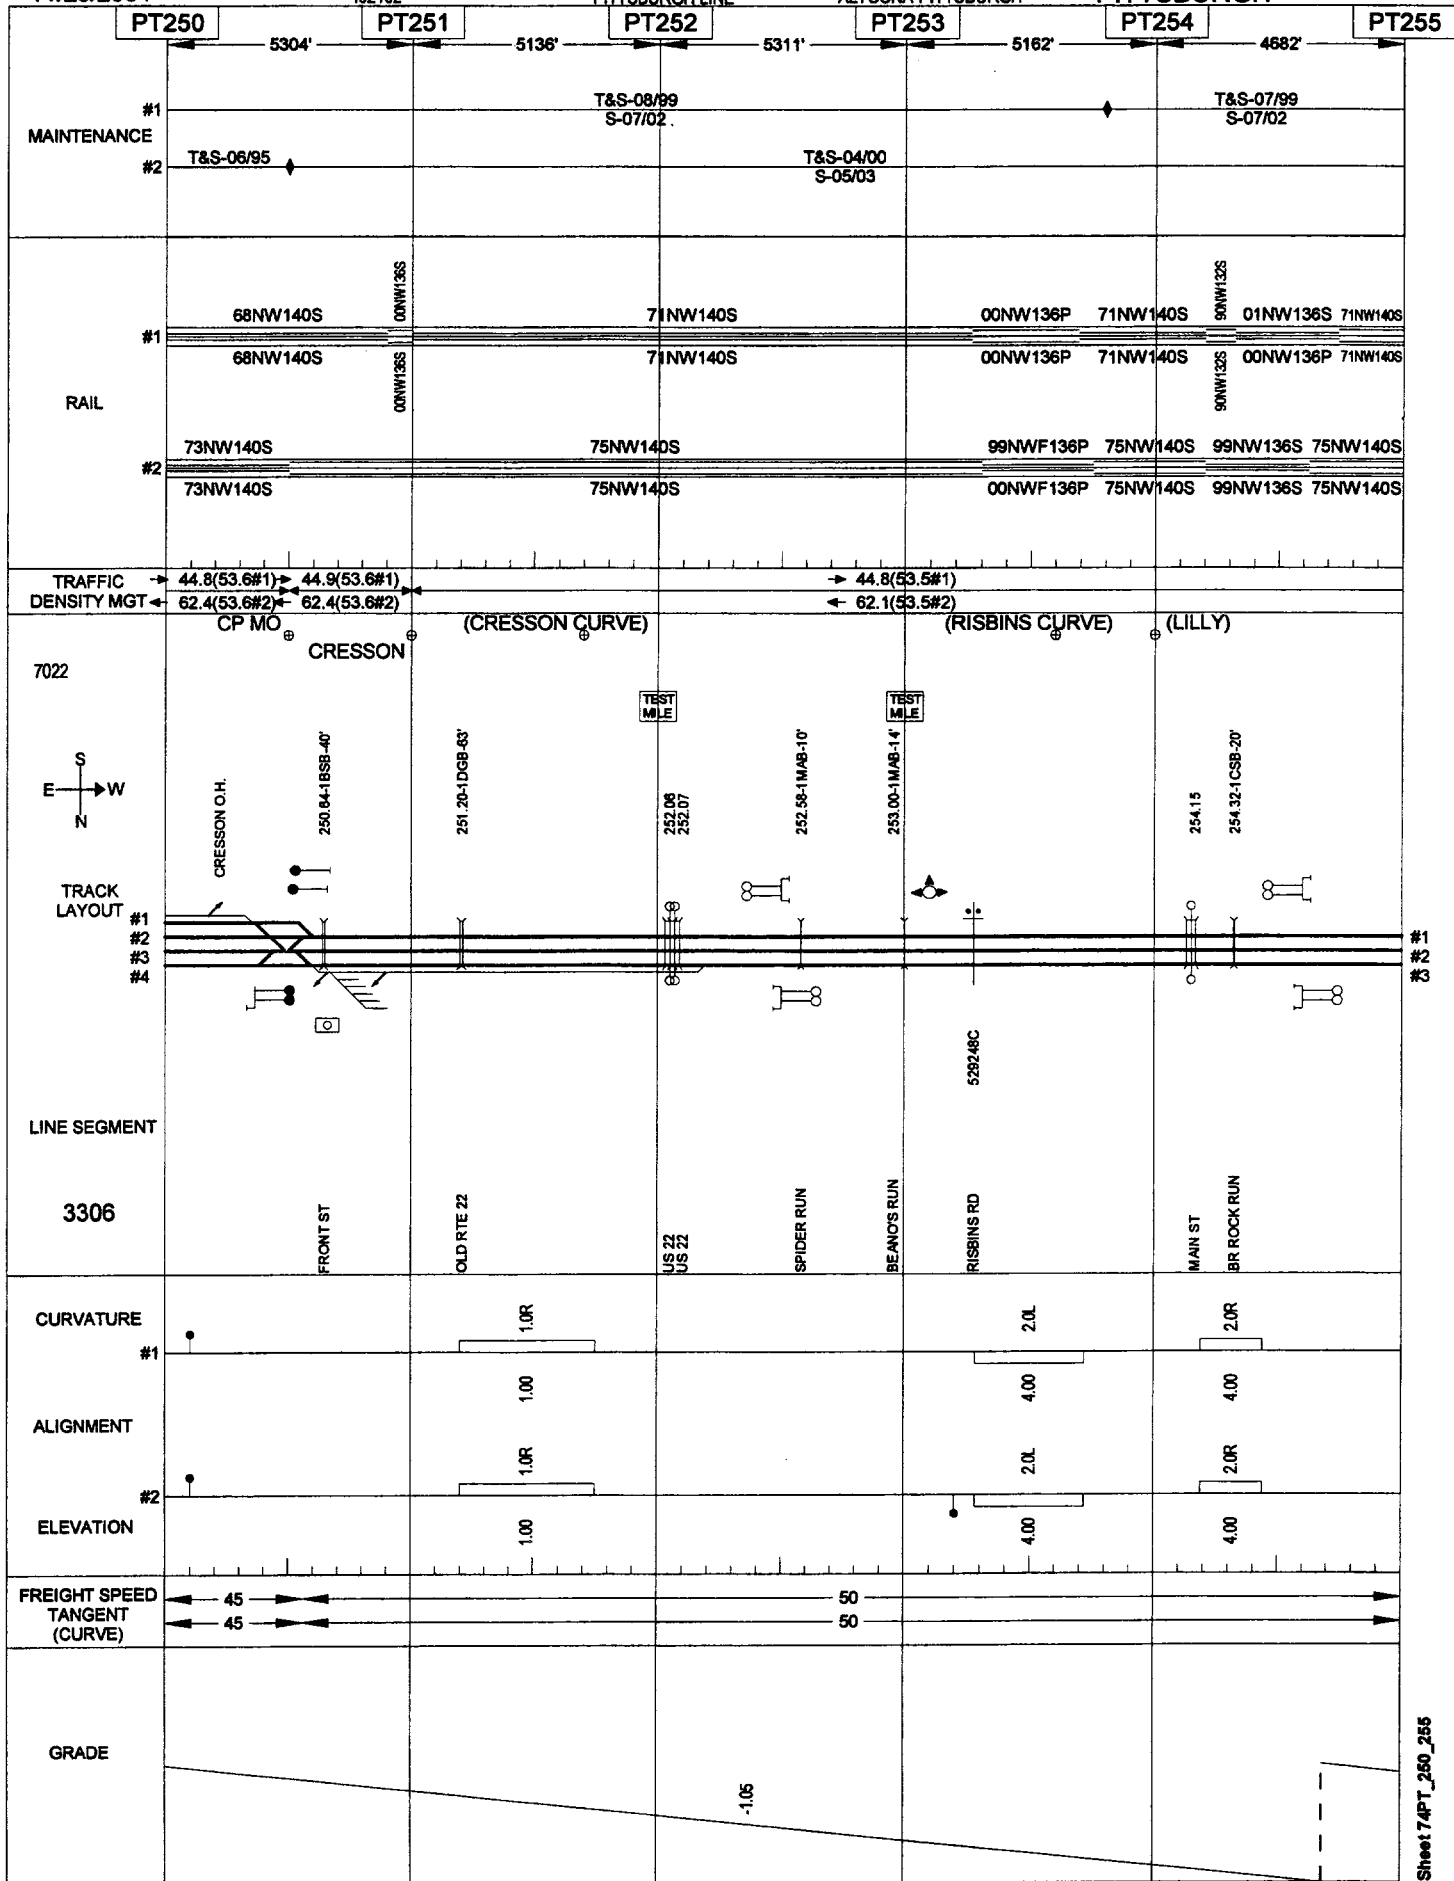 PITTSBURGH LINE
PT250 PT251 PT252 PT253 PT254 PT255
5304' 5136' 5311' 5162' 4682'
MAINTENANCE
#1 T&S-08/99 T&S-07/99
S-07/02 S-07/02
#2 T&S-06/95 T&S-04/00
S-05/03
RAIL
00NW136S 90NW132S
68NW140S 71NW140S 00NW136P 71NW140S 01NW136S 71NW140S
#1
68NW140S 71NW140S 00NW136P 71NW140S 00NW136P 71NW140S
00NW136S 90NW132S
73NW140S 75NW140S 99NWF136P 75NW140S 99NW136S 75NW140S
#2
73NW140S 75NW140S 00NWF136P 75NW140S 99NW136S 75NW140S
TRAFFIC 44.8(53.6#1) 44.9(53.6#1) 44.8(53.5#1)
DENSITY MGT 62.4(53.6#2) 62.4(53.6#2) 62.1(53.5#2)
CP MO (CRESSON CURVE) (RISBINS CURVE) (LILLY)
CRESSON
7022
TEST MILE TEST MILE
S
E W
N
CRESSON O.H.
250.64-1BSB-40'
251.20-1DGB-63'
252.06
252.07
252.58-1MAB-10'
253.00-1MAB-14'
254.15
254.32-1CSB-20'
TRACK
LAYOUT
#1
#2 #1
#3 #2
#4 #3
529248C
LINE SEGMENT
3306
FRONT ST
OLD RTE 22
US 22
US 22
SPIDER RUN
BEANO'S RUN
RISBINS RD
MAIN ST
BR ROCK RUN
CURVATURE
1.0R 2.0L 2.0R
#1
1.00 4.00 4.00
ALIGNMENT
1.0R 2.0L 2.0R
#2
ELEVATION
1.00 4.00 4.00
FREIGHT SPEED 45 50
TANGENT 45 50
(CURVE)
GRADE
-1.05
Sheet 74PT_250_255